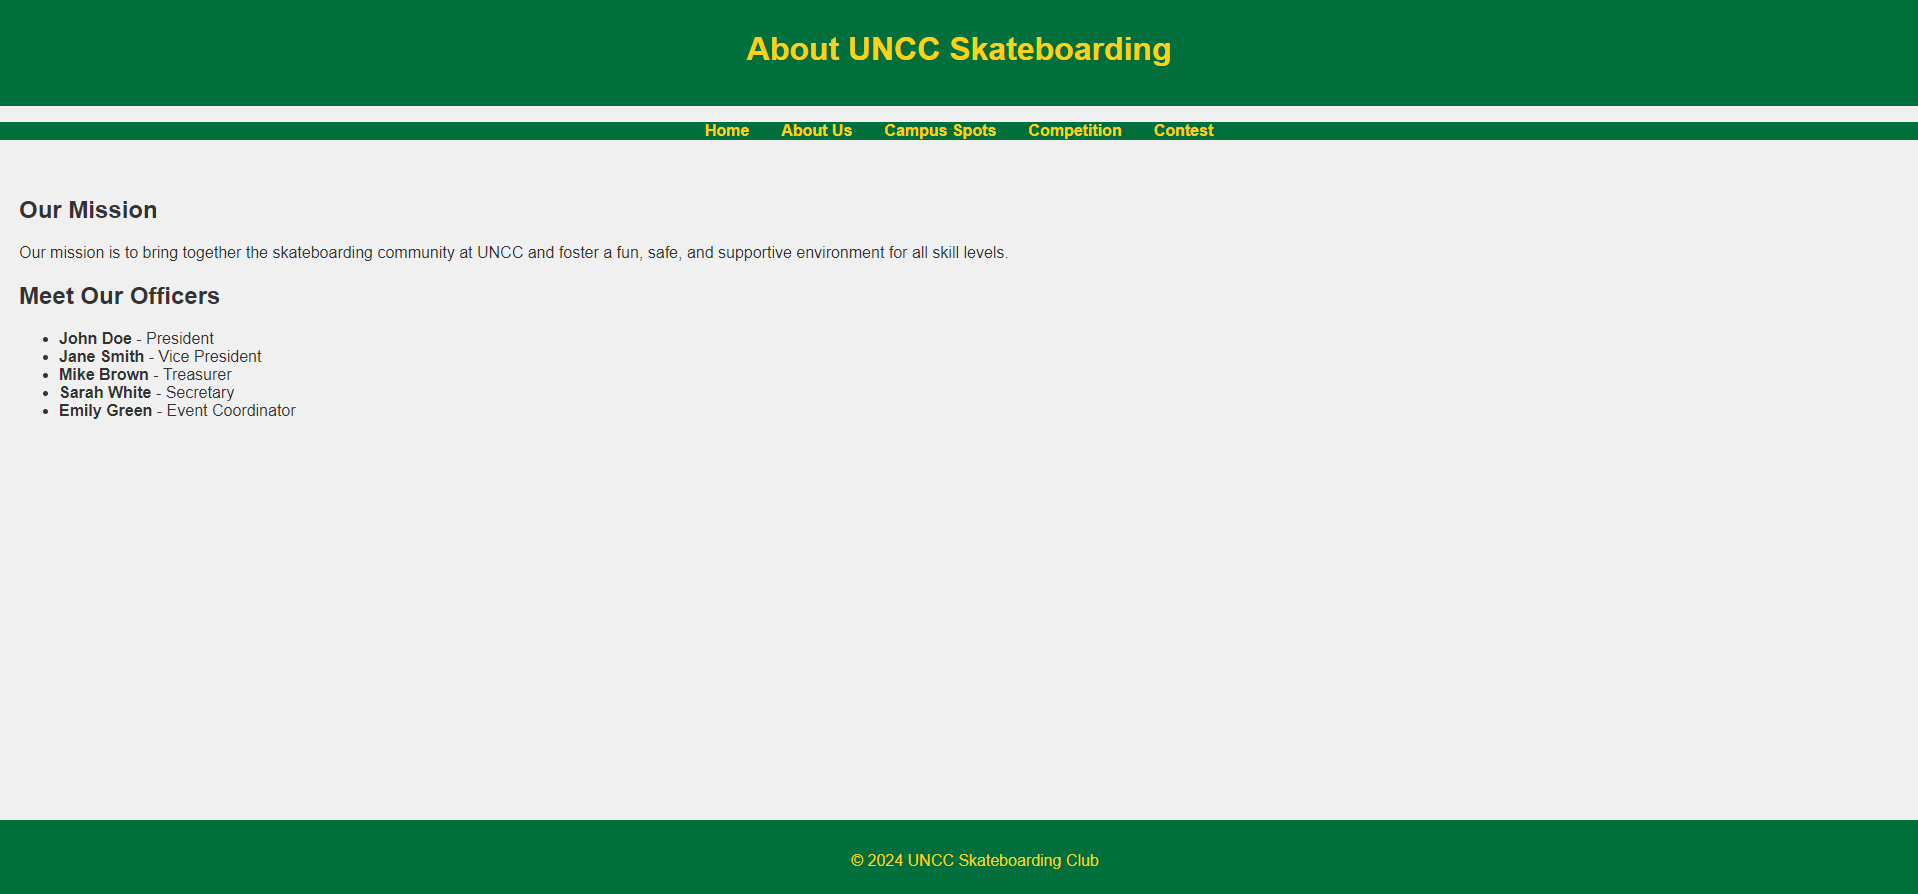 About UNCC Skateboarding
Home About Us Campus Spots Competition Contest
Our Mission
Our mission is to bring together the skateboarding community at UNCC and foster a fun, safe, and supportive environment for all skill levels.
Meet Our Officers
• John Doe - President
• Jane Smith - Vice President
• Mike Brown - Treasurer
• Sarah White - Secretary
• Emily Green - Event Coordinator
© 2024 UNCC Skateboarding Club